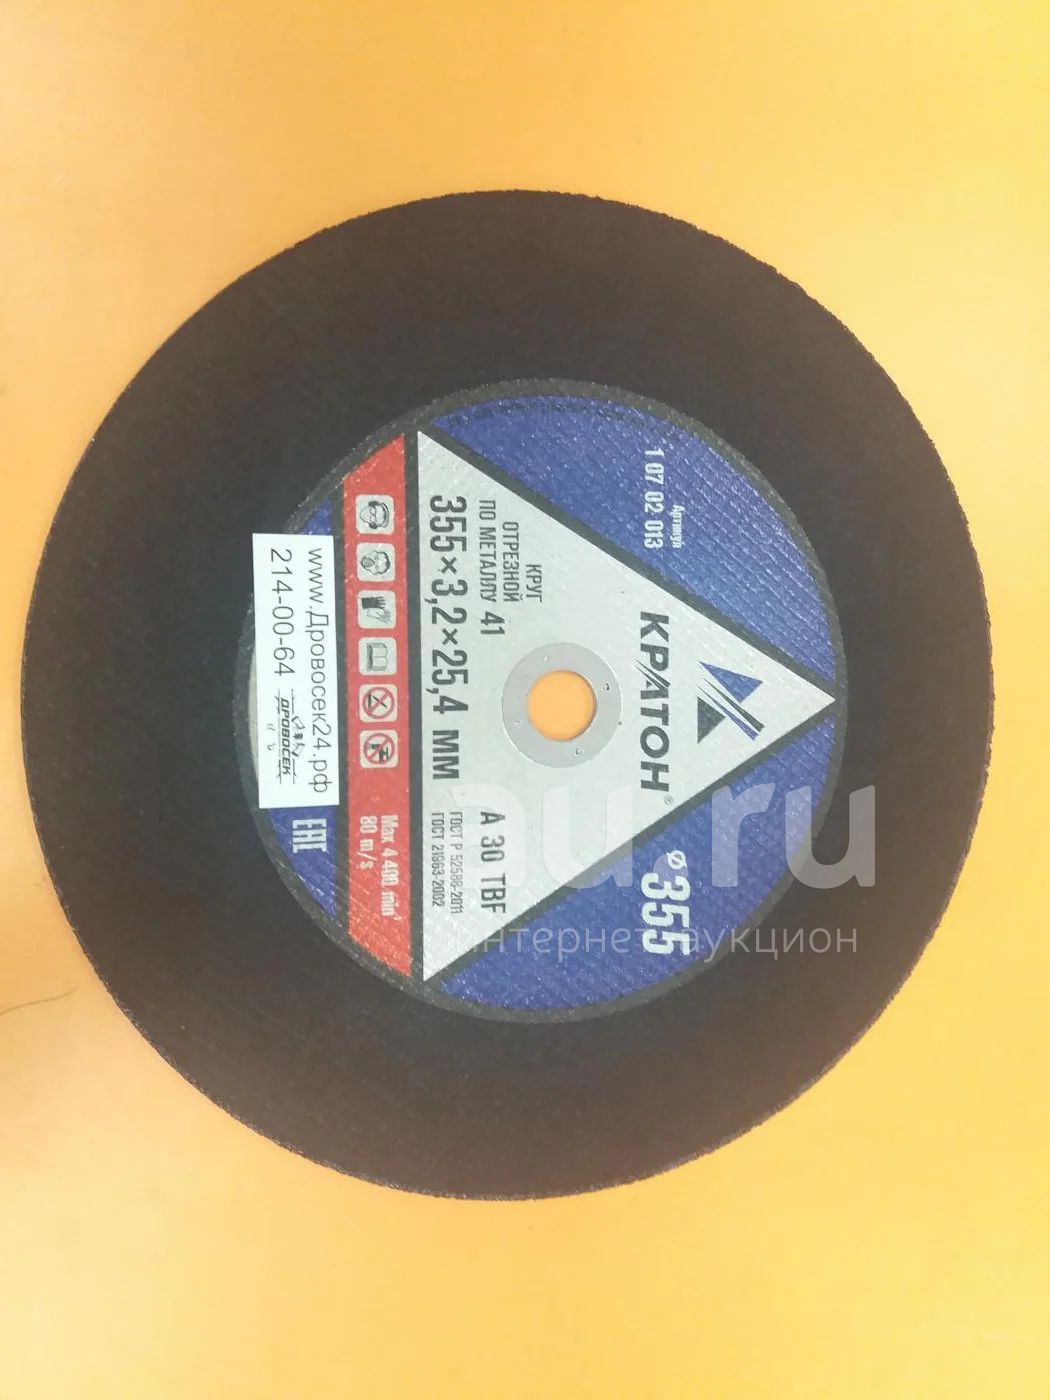 Артикул
1 07 02 013
КРАТОН®
ø355
КРУГ
ОТРЕЗНОЙ
ПО МЕТАЛЛУ 41
355×3,2×25,4 мм
A 30 TBF
ГОСТ Р 52588-2011
ГОСТ 21963-2002
Max 4 400 min⁻¹
80 m/s
EAC
www.Дровосек24.рф
214-00-64
ДРОВОСЕК
au.ru
интернет-аукцион